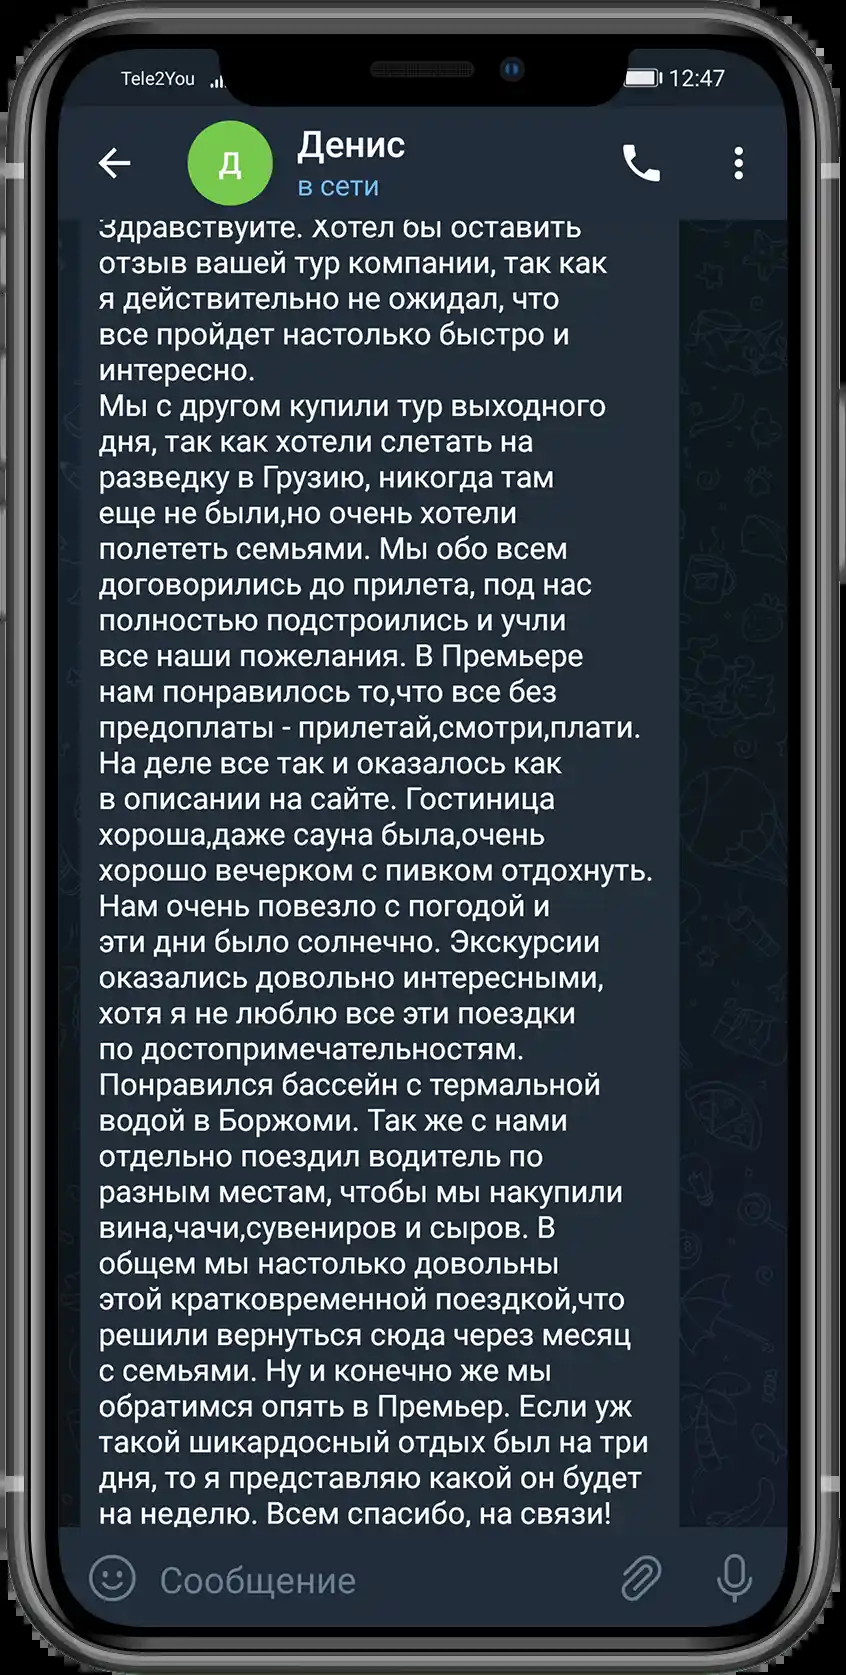 Tele2You
12:47
Д
Денис
в сети
Здравствуйте. Хотел бы оставить
отзыв вашей тур компании, так как
я действительно не ожидал, что
все пройдет настолько быстро и
интересно.
Мы с другом купили тур выходного
дня, так как хотели слетать на
разведку в Грузию, никогда там
еще не были,но очень хотели
полететь семьями. Мы обо всем
договорились до прилета, под нас
полностью подстроились и учли
все наши пожелания. В Премьере
нам понравилось то,что все без
предоплаты - прилетай,смотри,плати.
На деле все так и оказалось как
в описании на сайте. Гостиница
хороша,даже сауна была,очень
хорошо вечерком с пивком отдохнуть.
Нам очень повезло с погодой и
эти дни было солнечно. Экскурсии
оказались довольно интересными,
хотя я не люблю все эти поездки
по достопримечательностям.
Понравился бассейн с термальной
водой в Боржоми. Так же с нами
отдельно поездил водитель по
разным местам, чтобы мы накупили
вина,чачи,сувениров и сыров. В
общем мы настолько довольны
этой кратковременной поездкой,что
решили вернуться сюда через месяц
с семьями. Ну и конечно же мы
обратимся опять в Премьер. Если уж
такой шикардосный отдых был на три
дня, то я представляю какой он будет
на неделю. Всем спасибо, на связи!
Сообщение